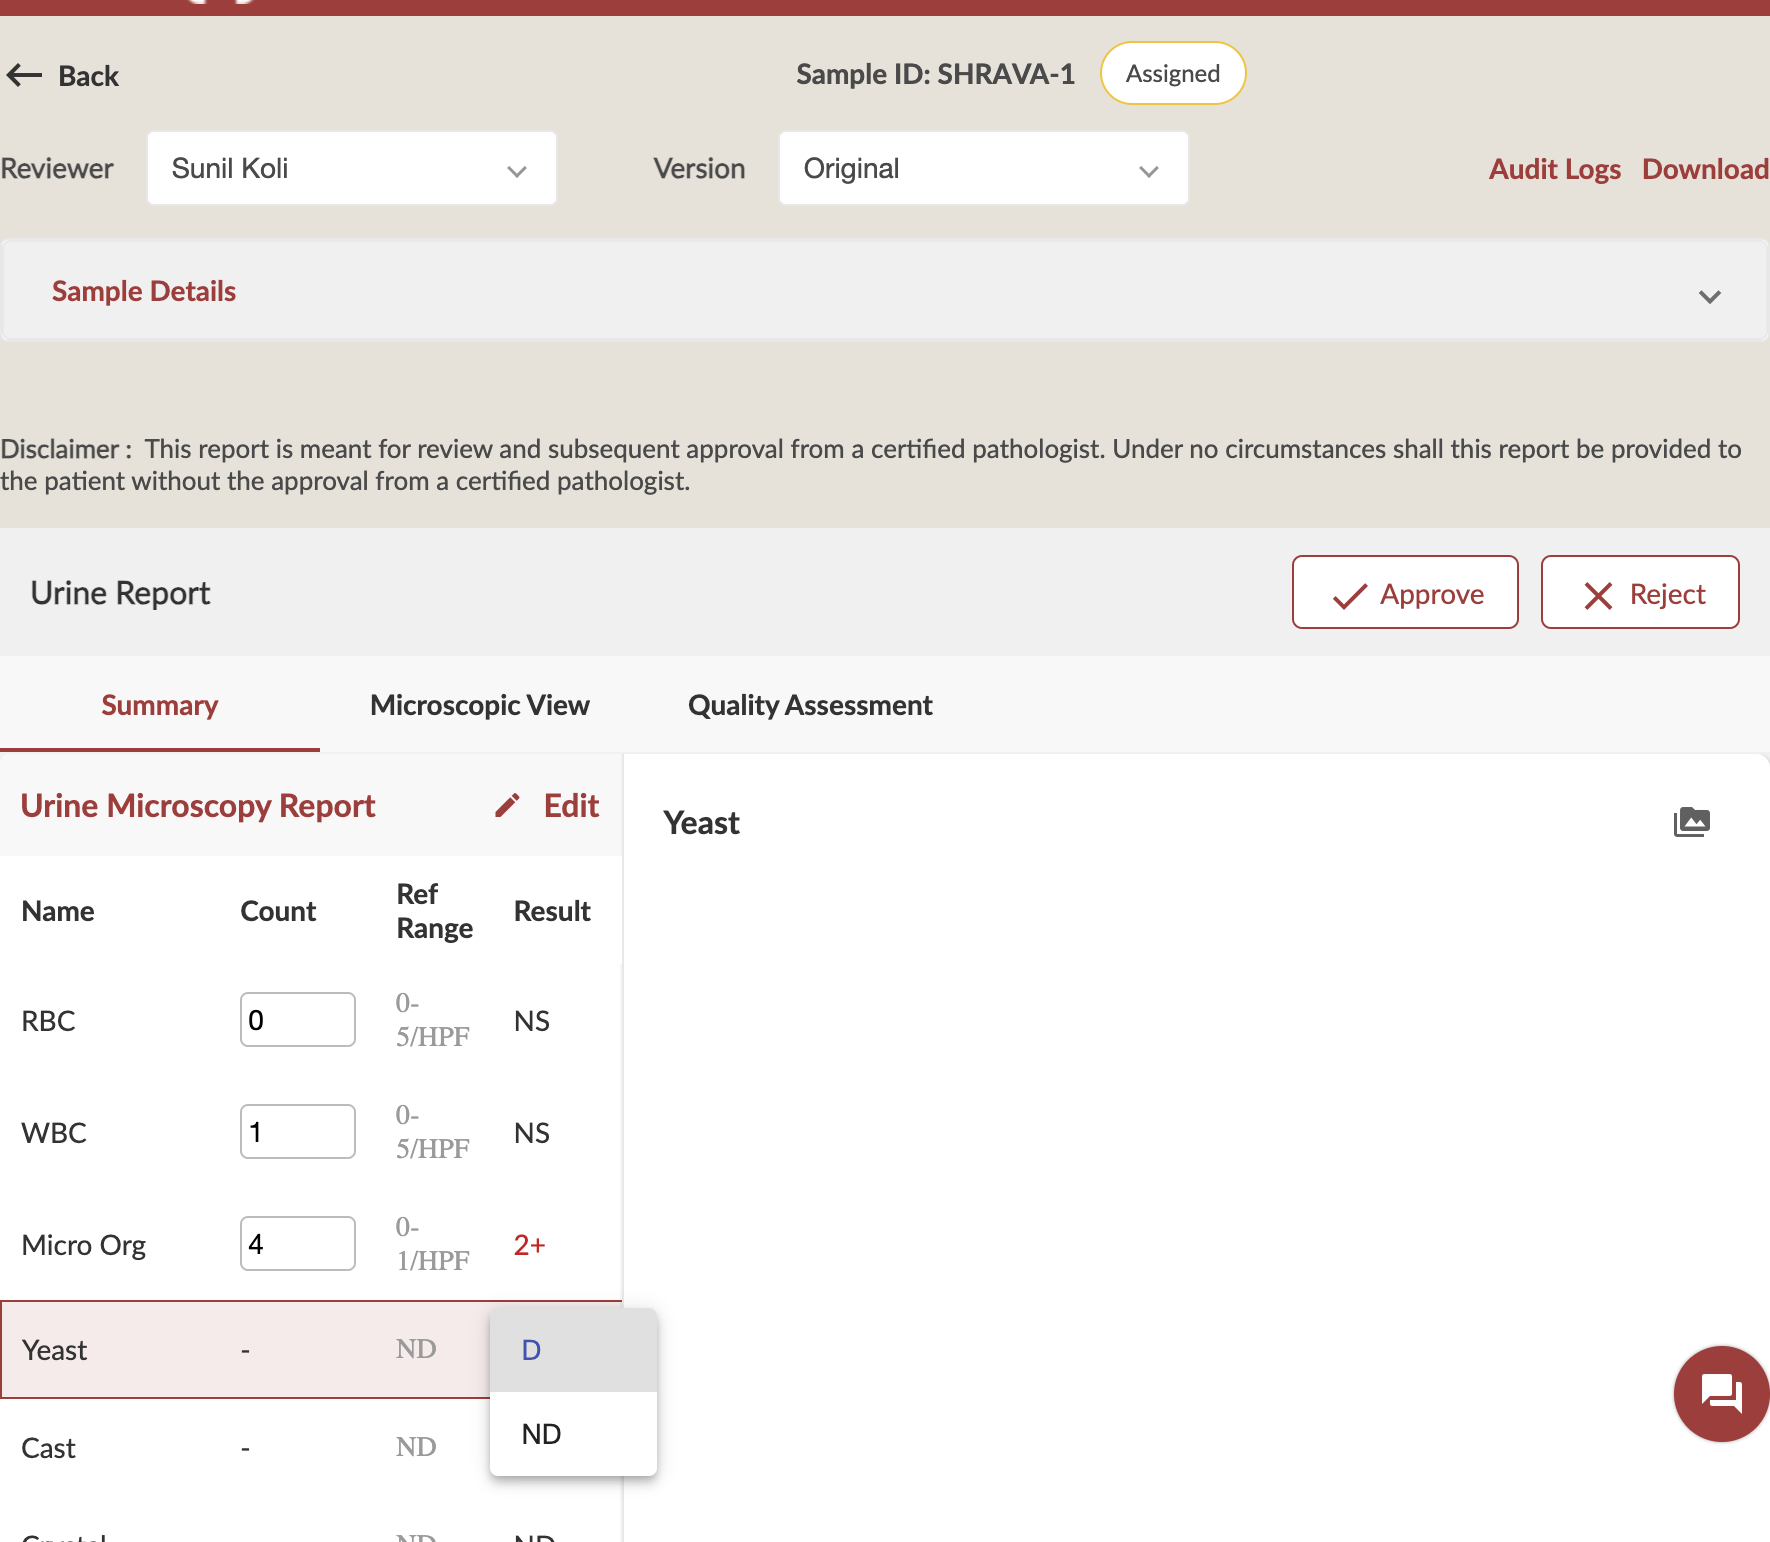 Back
Sample ID: SHRAVA-1
Assigned
Reviewer
Sunil Koli
Version
Original
Audit Logs
Download
Sample Details
Disclaimer : This report is meant for review and subsequent approval from a certified pathologist. Under no circumstances shall this report be provided to
the patient without the approval from a certified pathologist.
Urine Report
Approve
Reject
Summary
Microscopic View
Quality Assessment
Urine Microscopy Report
Edit
Yeast
Name
Count
Ref
Range
Result
RBC
0
0-
5/HPF
NS
WBC
1
0-
5/HPF
NS
Micro Org
4
0-
1/HPF
2+
Yeast
-
ND
D
ND
Cast
-
ND